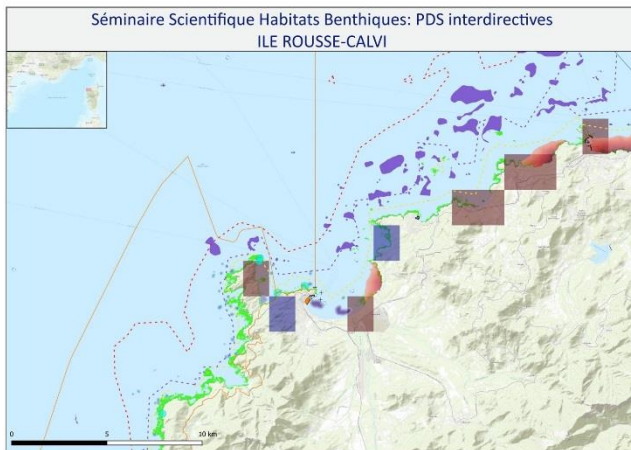 Séminaire Scientifique Habitats Benthiques: PDS interdirectives
ILE ROUSSE-CALVI
0 5 10 km